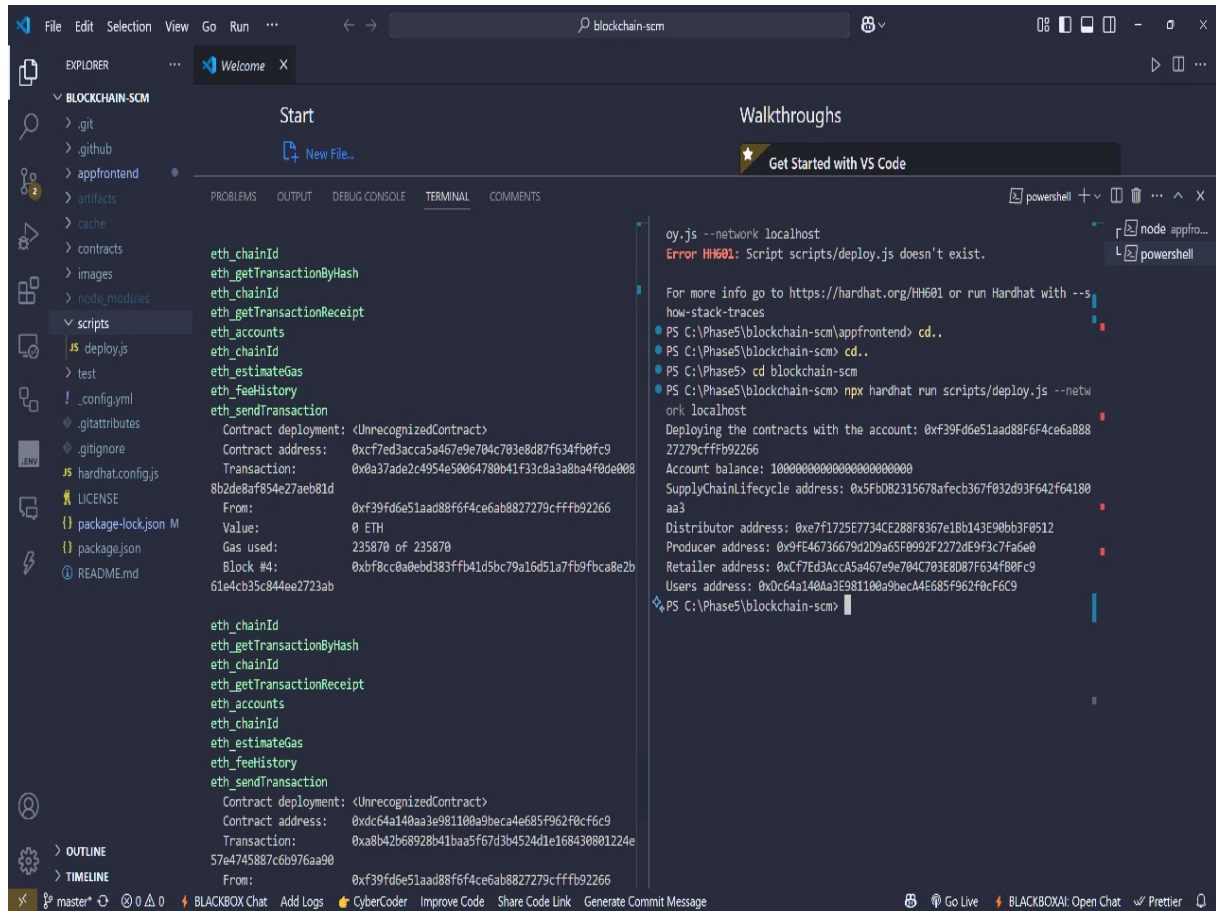 File Edit Selection View Go Run ··· ← → blockchain-scm
EXPLORER ···
Welcome ×
BLOCKCHAIN-SCM
> .git
> .github
> appfrontend
> artifacts
> cache
> contracts
> images
> node_modules
scripts
JS deploy.js
> test
! _config.yml
.gitattributes
.gitignore
JS hardhat.config.js
LICENSE
{} package-lock.json M
{} package.json
README.md
OUTLINE
TIMELINE
2
.ENV
Start
New File...
Walkthroughs
Get Started with VS Code
PROBLEMS OUTPUT DEBUG CONSOLE TERMINAL COMMENTS
powershell
eth_chainId
eth_getTransactionByHash
eth_chainId
eth_getTransactionReceipt
eth_accounts
eth_chainId
eth_estimateGas
eth_feeHistory
eth_sendTransaction
Contract deployment: <UnrecognizedContract>
Contract address: 0xcf7ed3acca5a467e9e704c703e8d87f634fb0fc9
Transaction: 0x0a37ade2c4954e50064780b41f33c8a3a8ba4f0de008
8b2de8af854e27aeb81d
From: 0xf39fd6e51aad88f6f4ce6ab8827279cfffb92266
Value: 0 ETH
Gas used: 235870 of 235870
Block #4: 0xbf8cc0a0ebd383ffb41d5bc79a16d51a7fb9fbca8e2b
61e4cb35c844ee2723ab
eth_chainId
eth_getTransactionByHash
eth_chainId
eth_getTransactionReceipt
eth_accounts
eth_chainId
eth_estimateGas
eth_feeHistory
eth_sendTransaction
Contract deployment: <UnrecognizedContract>
Contract address: 0xdc64a140aa3e981100a9beca4e685f962f0cf6c9
Transaction: 0xa8b42b68928b41baa5f67d3b4524d1e168430801224e
57e4745887c6b976aa90
From: 0xf39fd6e51aad88f6f4ce6ab8827279cfffb92266
oy.js --network localhost
Error HH601: Script scripts/deploy.js doesn't exist.
For more info go to https://hardhat.org/HH601 or run Hardhat with --s
how-stack-traces
PS C:\Phase5\blockchain-scm\appfrontend> cd..
PS C:\Phase5\blockchain-scm> cd..
PS C:\Phase5> cd blockchain-scm
PS C:\Phase5\blockchain-scm> npx hardhat run scripts/deploy.js --netw
ork localhost
Deploying the contracts with the account: 0xf39Fd6e51aad88F6F4ce6aB88
27279cffFb92266
Account balance: 10000000000000000000000
SupplyChainLifecycle address: 0x5FbDB2315678afecb367f032d93F642f64180
aa3
Distributor address: 0xe7f1725E7734CE288F8367e1Bb143E90bb3F0512
Producer address: 0x9fE46736679d2D9a65F0992F2272dE9f3c7fa6e0
Retailer address: 0xCf7Ed3AccA5a467e9e704C703E8D87F634fB0Fc9
Users address: 0xDc64a140Aa3E981100a9becA4E685f962f0cF6C9
PS C:\Phase5\blockchain-scm>
node appfro...
powershell
master* 0 0 BLACKBOX Chat Add Logs CyberCoder Improve Code Share Code Link Generate Commit Message Go Live BLACKBOXAI: Open Chat Prettier